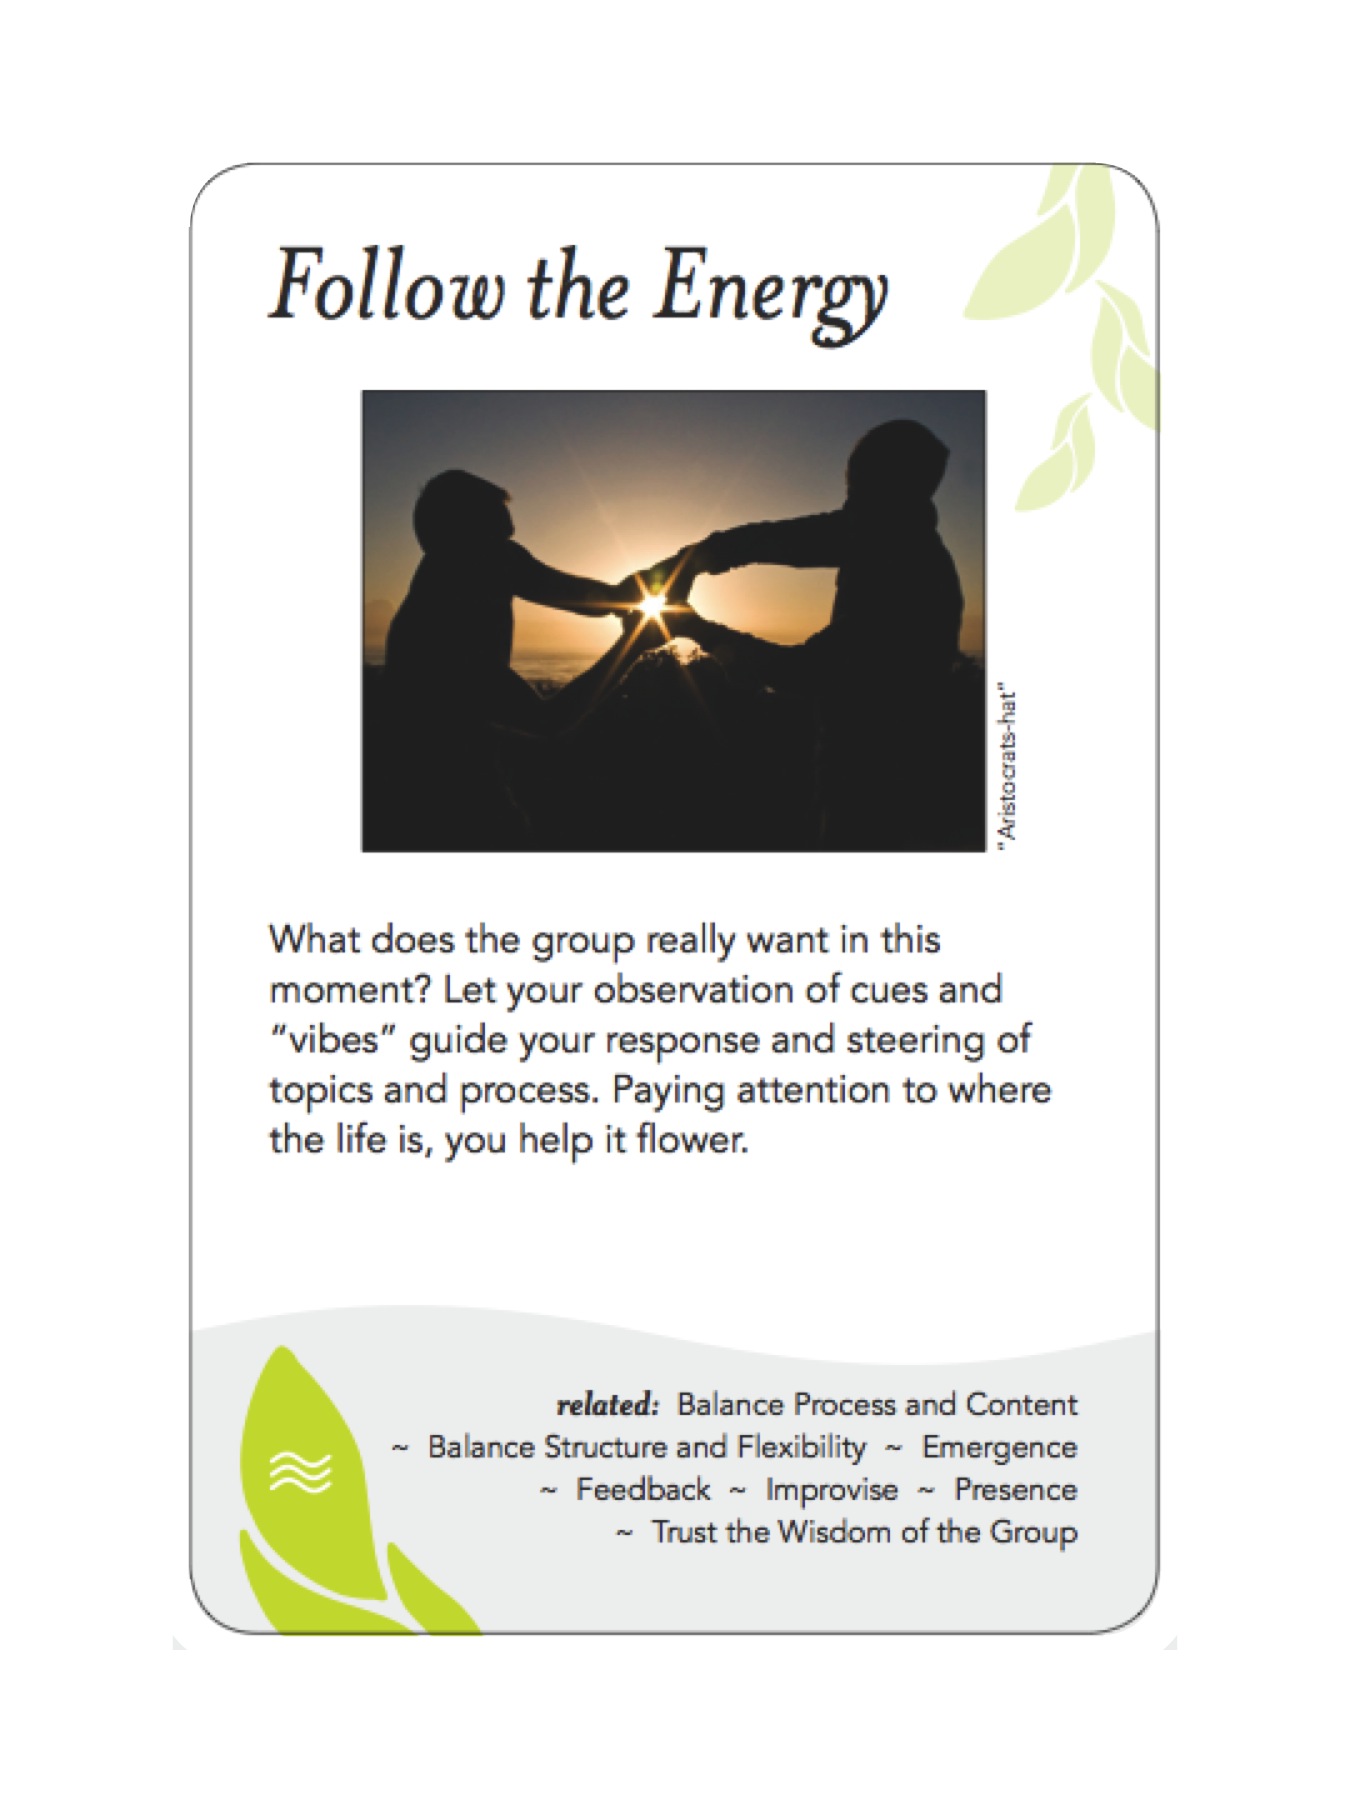 Follow the Energy
"Aristocrats-hat"
What does the group really want in this
moment? Let your observation of cues and
“vibes” guide your response and steering of
topics and process. Paying attention to where
the life is, you help it flower.
related: Balance Process and Content
~ Balance Structure and Flexibility ~ Emergence
~ Feedback ~ Improvise ~ Presence
~ Trust the Wisdom of the Group